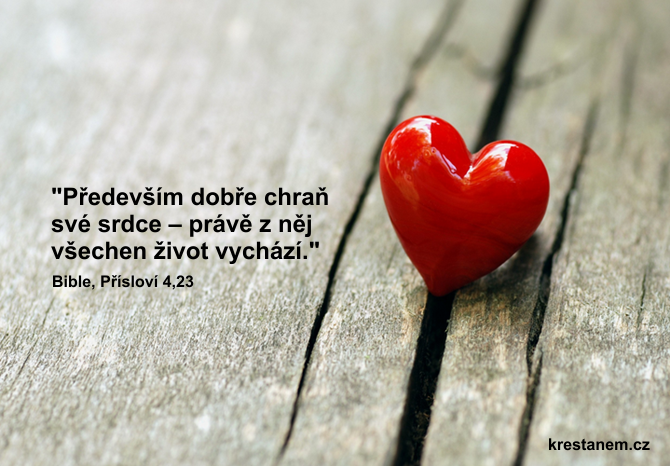 "Především dobře chraň
své srdce – právě z něj
všechen život vychází."
Bible, Přísloví 4,23
krestanem.cz